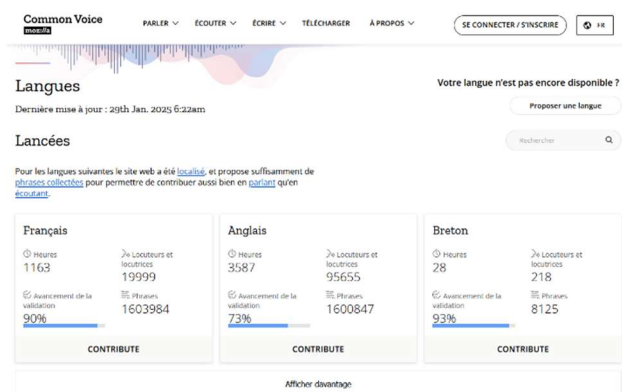 Common Voice
mozilla
PARLER
ÉCOUTER
ÉCRIRE
TÉLÉCHARGER
À PROPOS
SE CONNECTER / S'INSCRIRE
FR
Langues
Votre langue n'est pas encore disponible ?
Dernière mise à jour : 29th Jan. 2025 6:22am
Proposer une langue
Lancées
Rechercher
Pour les langues suivantes le site web a été localisé, et propose suffisamment de
phrases collectées pour permettre de contribuer aussi bien en parlant qu'en
écoutant.
Français
Heures
1163
Locuteurs et
locutrices
19999
Avancement de la
validation
90%
Phrases
1603984
CONTRIBUTE
Anglais
Heures
3587
Locuteurs et
locutrices
95655
Avancement de la
validation
73%
Phrases
1600847
CONTRIBUTE
Breton
Heures
28
Locuteurs et
locutrices
218
Avancement de la
validation
93%
Phrases
8125
CONTRIBUTE
Afficher davantage